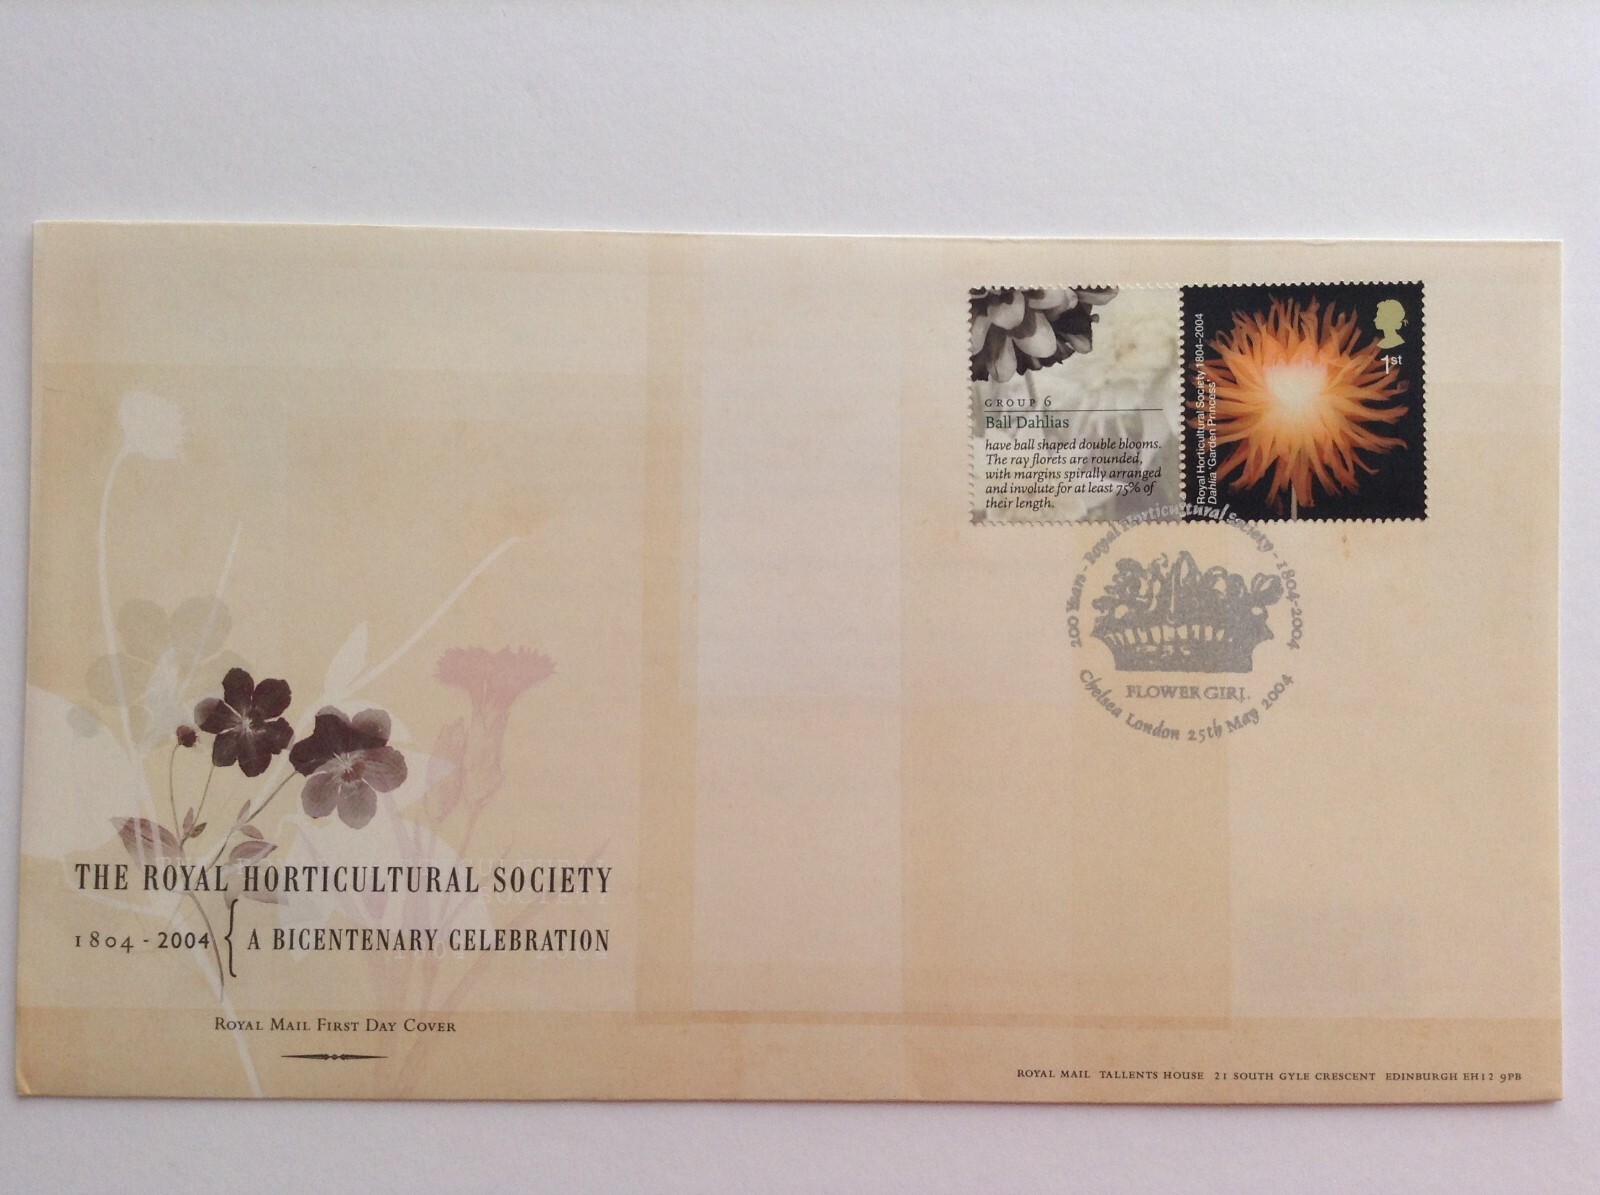 GROUP 6
Ball Dahlias
have ball shaped double blooms.
The ray florets are rounded,
with margins spirally arranged
and involute for at least 75% of
their length.
Royal Horticultural Society 1804-2004
Dahlia 'Garden Princess'
1st
200 Years - Royal Horticultural Society - 1804-2004
FLOWER GIRL
Chelsea London 25th May 2004
THE ROYAL HORTICULTURAL SOCIETY
1804 - 2004 { A BICENTENARY CELEBRATION
ROYAL MAIL FIRST DAY COVER
ROYAL MAIL TALLENTS HOUSE 21 SOUTH GYLE CRESCENT EDINBURGH EH12 9PB